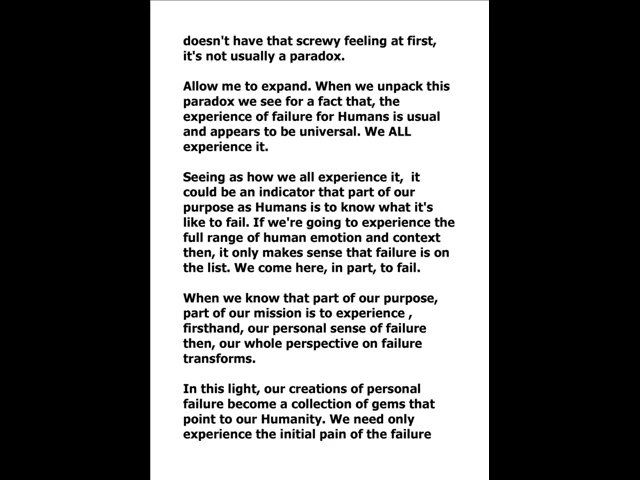 doesn't have that screwy feeling at first,
it's not usually a paradox.
Allow me to expand. When we unpack this
paradox we see for a fact that, the
experience of failure for Humans is usual
and appears to be universal. We ALL
experience it.
Seeing as how we all experience it,  it
could be an indicator that part of our
purpose as Humans is to know what it's
like to fail. If we're going to experience the
full range of human emotion and context
then, it only makes sense that failure is on
the list. We come here, in part, to fail.
When we know that part of our purpose,
part of our mission is to experience ,
firsthand, our personal sense of failure
then, our whole perspective on failure
transforms.
In this light, our creations of personal
failure become a collection of gems that
point to our Humanity. We need only
experience the initial pain of the failure